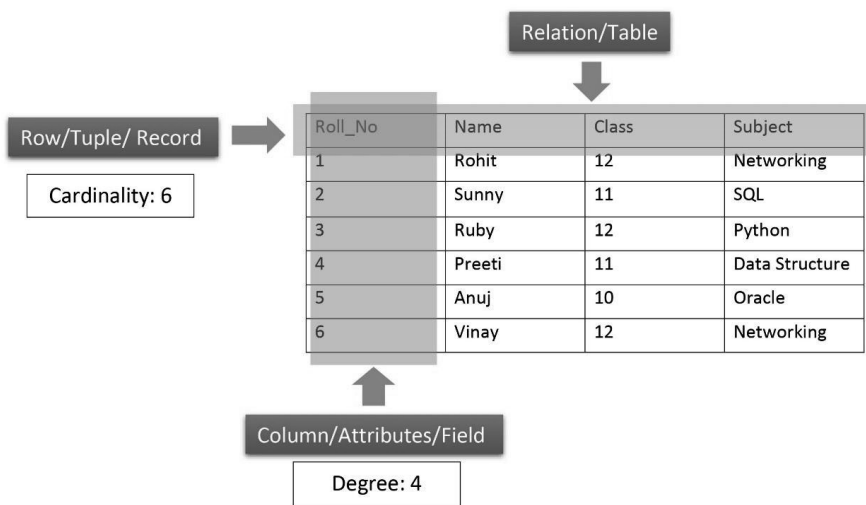 Relation/Table
Row/Tuple/ Record
Cardinality: 6
Roll_No Name Class Subject
1 Rohit 12 Networking
2 Sunny 11 SQL
3 Ruby 12 Python
4 Preeti 11 Data Structure
5 Anuj 10 Oracle
6 Vinay 12 Networking
Column/Attributes/Field
Degree: 4